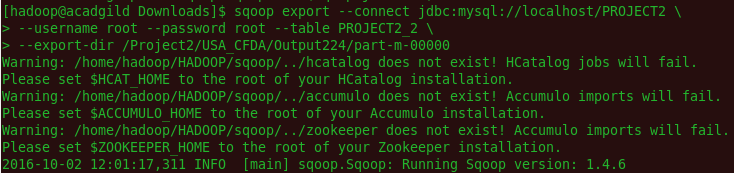 [hadoop@acadgild Downloads]$ sqoop export --connect jdbc:mysql://localhost/PROJECT2 \
> --username root --password root --table PROJECT2_2 \
> --export-dir /Project2/USA_CFDA/Output224/part-m-00000
Warning: /home/hadoop/HADOOP/sqoop/../hcatalog does not exist! HCatalog jobs will fail.
Please set $HCAT_HOME to the root of your HCatalog installation.
Warning: /home/hadoop/HADOOP/sqoop/../accumulo does not exist! Accumulo imports will fail.
Please set $ACCUMULO_HOME to the root of your Accumulo installation.
Warning: /home/hadoop/HADOOP/sqoop/../zookeeper does not exist! Accumulo imports will fail.
Please set $ZOOKEEPER_HOME to the root of your Zookeeper installation.
2016-10-02 12:01:17,311 INFO  [main] sqoop.Sqoop: Running Sqoop version: 1.4.6